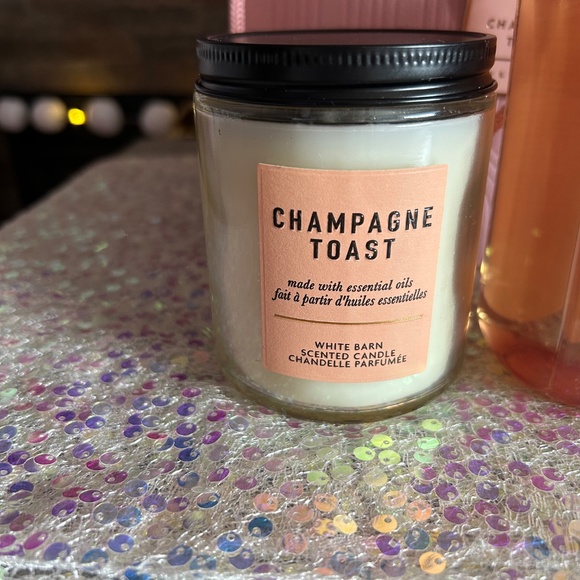 CHAMPAGNE
TOAST
made with essential oils
fait à partir d'huiles essentielles
WHITE BARN
SCENTED CANDLE
CHANDELLE PARFUMÉE